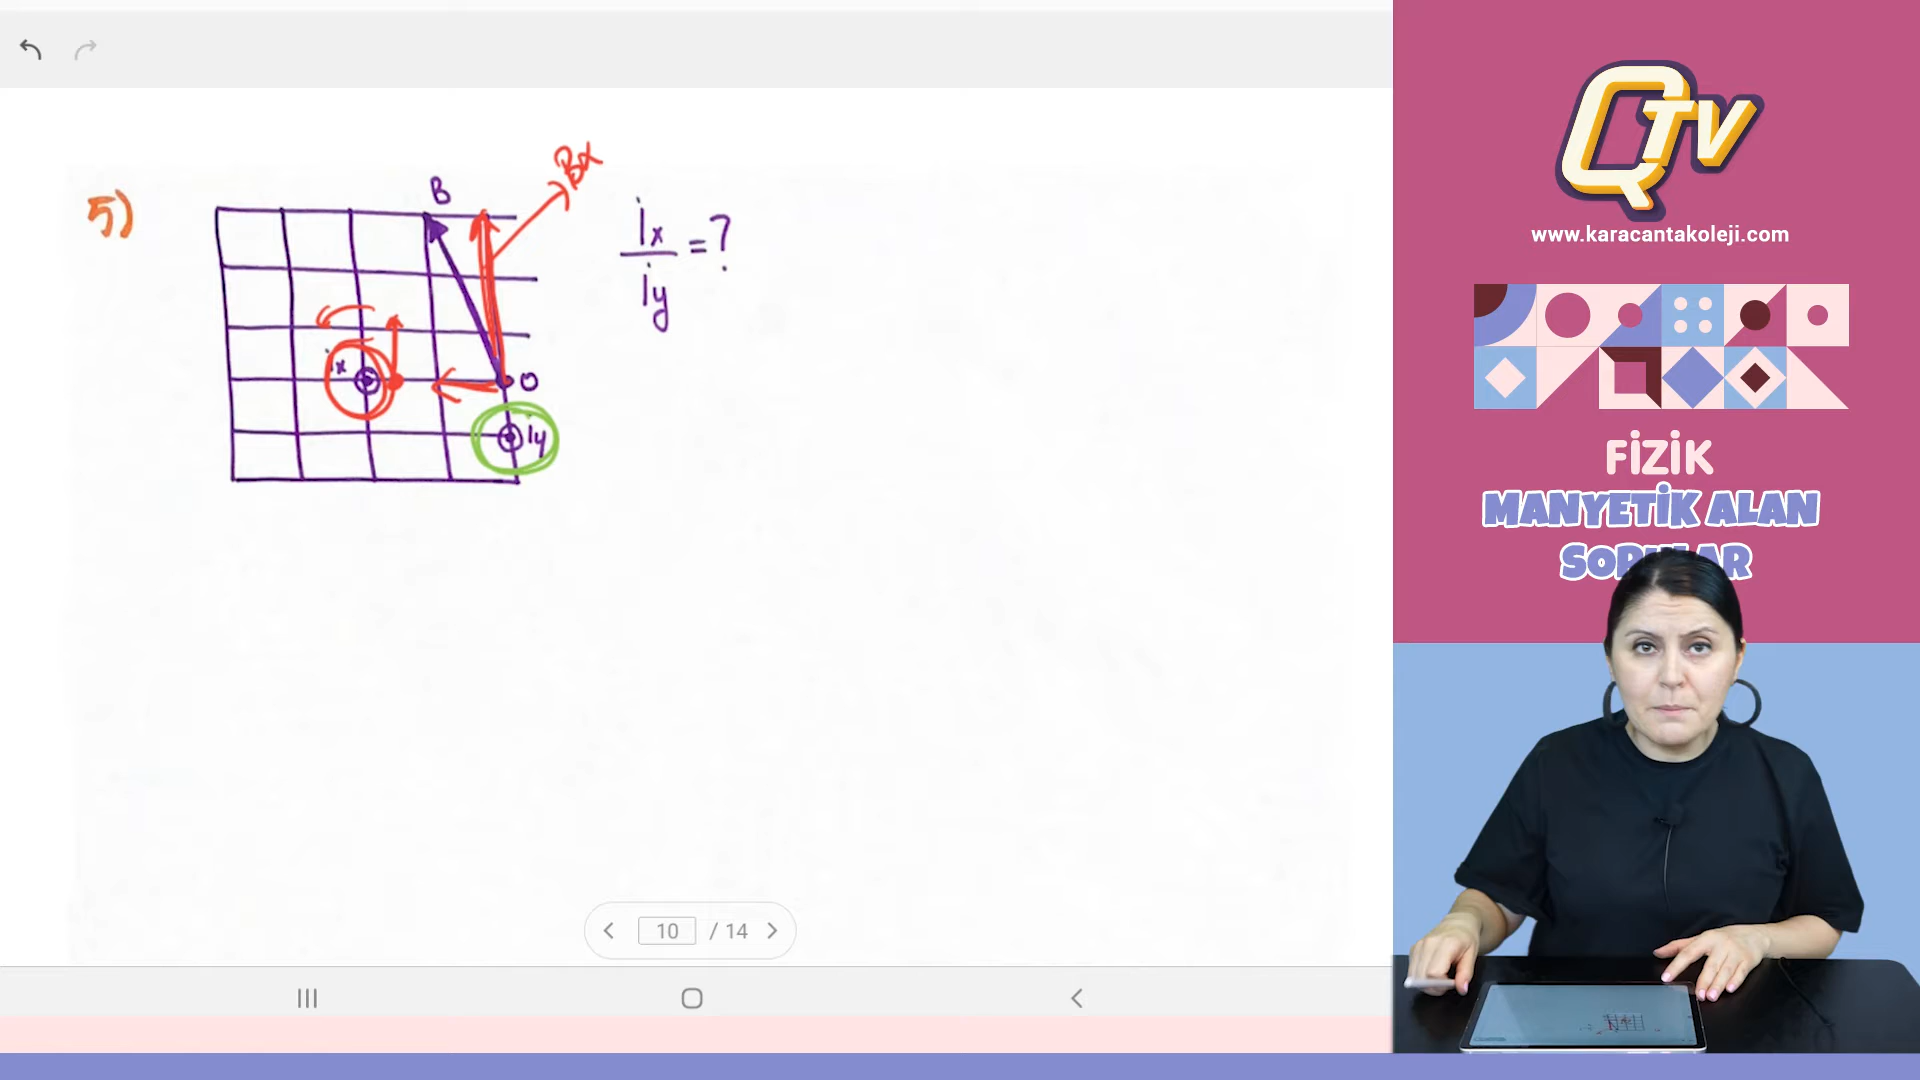 5)
B
Bx
ix
iy
=?
ix
O
iy
10 / 14
QTV
www.karacantakoleji.com
FİZİK
MANYETİK ALAN